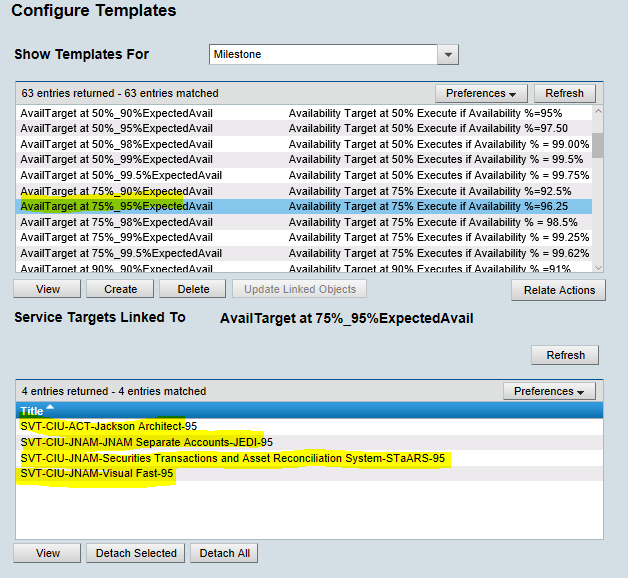 Configure Templates
Show Templates For Milestone
63 entries returned - 63 entries matched Preferences Refresh
AvailTarget at 50%_90%ExpectedAvail Availability Target at 50% Execute if Availability %=95%
AvailTarget at 50%_95%ExpectedAvail Availability Target at 50% Execute if Availability %=97.50
AvailTarget at 50%_98%ExpectedAvail Availability Target at 50% Executes if Availability % = 99.00%
AvailTarget at 50%_99%ExpectedAvail Availability Target at 50% Executes if Availability % = 99.5%
AvailTarget at 50%_99.5%ExpectedAvail Availability Target at 50% Executes if Availability % = 99.75%
AvailTarget at 75%_90%ExpectedAvail Availability Target at 75% Execute if Availability %=92.5%
AvailTarget at 75%_95%ExpectedAvail Availability Target at 75% Execute if Availability %=96.25
AvailTarget at 75%_98%ExpectedAvail Availability Target at 75% Executes if Availability % = 98.5%
AvailTarget at 75%_99%ExpectedAvail Availability Target at 75% Executes if Availability % = 99.25%
AvailTarget at 75%_99.5%ExpectedAvail Availability Target at 75% Executes if Availability % = 99.62%
AvailTarget at 90%_90%ExpectedAvail Availability Target at 90% Execute if Availability %=91%
View Create Delete Update Linked Objects Relate Actions
Service Targets Linked To AvailTarget at 75%_95%ExpectedAvail
Refresh
4 entries returned - 4 entries matched Preferences
Title
SVT-CIU-ACT-Jackson Architect-95
SVT-CIU-JNAM-JNAM Separate Accounts-JEDI-95
SVT-CIU-JNAM-Securities Transactions and Asset Reconciliation System-STaARS-95
SVT-CIU-JNAM-Visual Fast-95
View Detach Selected Detach All